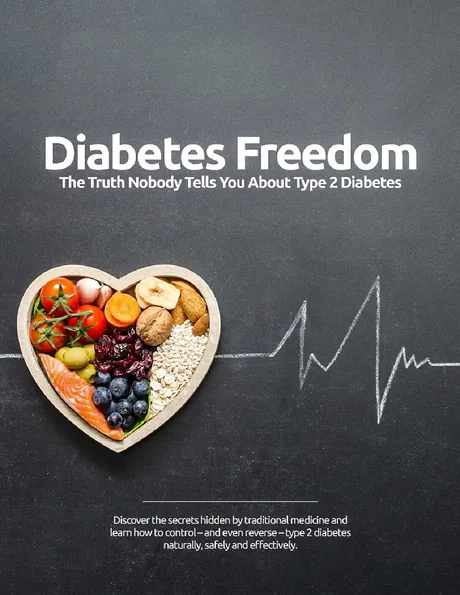 Diabetes Freedom
The Truth Nobody Tells You About Type 2 Diabetes
Discover the secrets hidden by traditional medicine and
learn how to control – and even reverse – type 2 diabetes
naturally, safely and effectively.